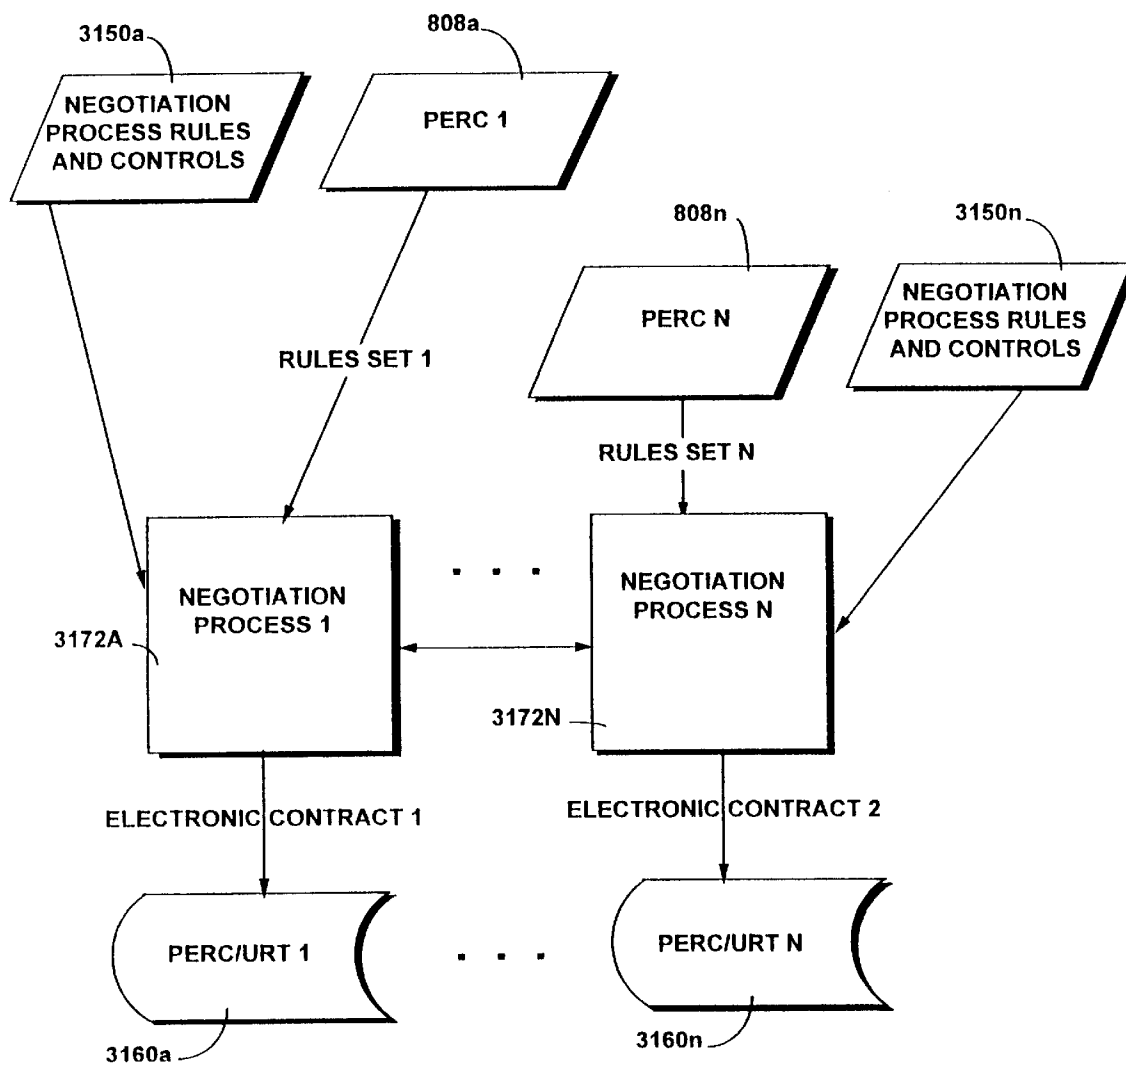 3150a
808a
NEGOTIATION
PROCESS RULES
AND CONTROLS
PERC 1
808n
3150n
PERC N
NEGOTIATION
PROCESS RULES
AND CONTROLS
RULES SET 1
RULES SET N
NEGOTIATION
PROCESS 1
. . .
NEGOTIATION
PROCESS N
3172A
3172N
ELECTRONIC CONTRACT 1
ELECTRONIC CONTRACT 2
PERC/URT 1
. . .
PERC/URT N
3160a
3160n